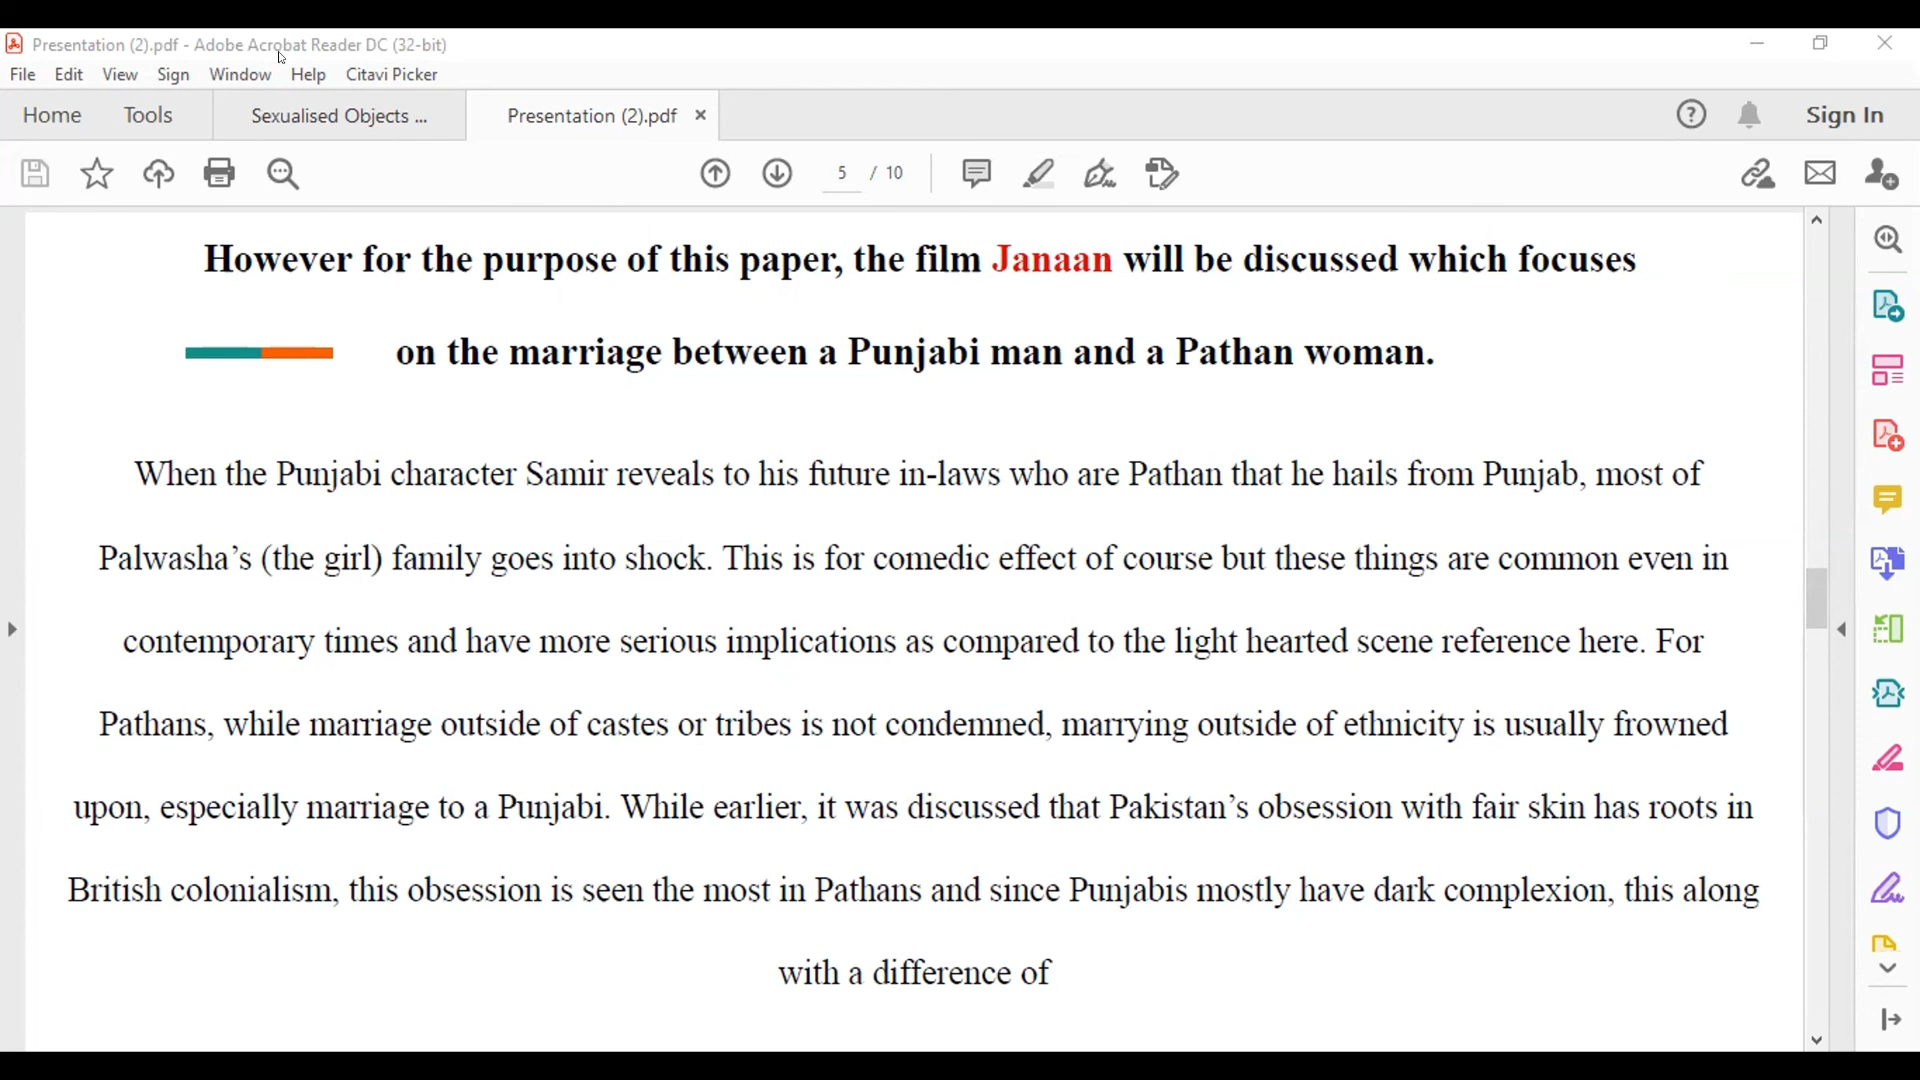 Presentation (2).pdf - Adobe Acrobat Reader DC (32-bit)
File Edit View Sign Window Help Citavi Picker
Home Tools Sexualised Objects ... Presentation (2).pdf × Sign In
5 / 10
However for the purpose of this paper, the film Janaan will be discussed which focuses
on the marriage between a Punjabi man and a Pathan woman.
When the Punjabi character Samir reveals to his future in-laws who are Pathan that he hails from Punjab, most of
Palwasha’s (the girl) family goes into shock. This is for comedic effect of course but these things are common even in
contemporary times and have more serious implications as compared to the light hearted scene reference here. For
Pathans, while marriage outside of castes or tribes is not condemned, marrying outside of ethnicity is usually frowned
upon, especially marriage to a Punjabi. While earlier, it was discussed that Pakistan’s obsession with fair skin has roots in
British colonialism, this obsession is seen the most in Pathans and since Punjabis mostly have dark complexion, this along
with a difference of